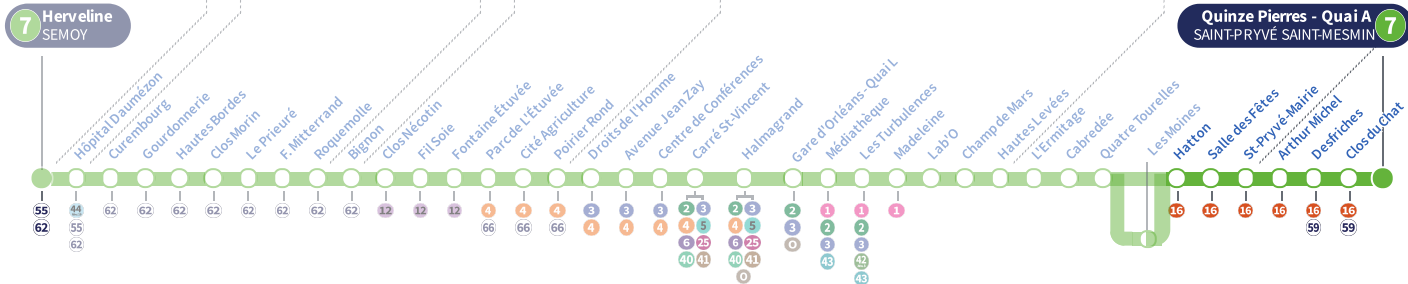 7 Herveline
SEMOY
Quinze Pierres - Quai A 7
SAINT-PRYVÉ SAINT-MESMIN
Hôpital Daumézon
Curembourg
Gourdonnerie
Hautes Bordes
Clos Morin
Le Prieuré
F. Mitterrand
Roquemolle
Bignon
Clos Nécotin
Fil Soie
Fontaine Étuvée
Parc de L'Étuvée
Cité Agriculture
Poirier Rond
Droits de l'Homme
Avenue Jean Zay
Centre de Conférences
Carré St-Vincent
Halmagrand
Gare d'Orléans - Quai L
Médiathèque
Les Turbulences
Madeleine
Lab'O
Champ de Mars
Hautes Levées
L'Ermitage
Cabredée
Quatre Tourelles
Les Moines
Hatton
Salle des Fêtes
St-Pryvé-Mairie
Arthur Michel
Desfriches
Clos du Chat
55 44 62 62 62 62 62 62 62 62 12 12 12 4 4 4 3 3 3 2 3 2 3 2 1 1 1 16 16 16 16 16 16
62 55 66 66 66 4 4 4 4 5 4 5 3 2 2 59 59
62 6 25 6 25 O 3 3
40 41 40 41 43 42
O 43